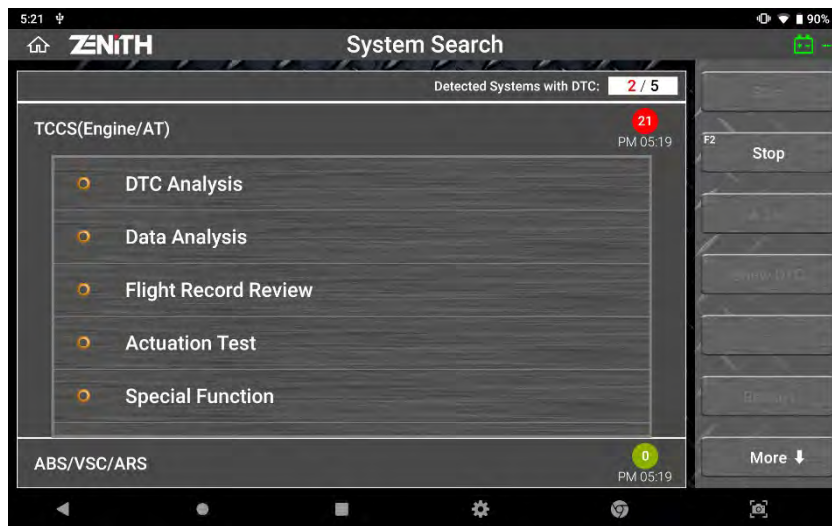 5:21 90%
ZENITH System Search
Detected Systems with DTC: 2 / 5
TCCS(Engine/AT) 21
PM 05:19
F2 Stop
DTC Analysis
Data Analysis
Flight Record Review
Actuation Test
Special Function
ABS/VSC/ARS 0
PM 05:19
More